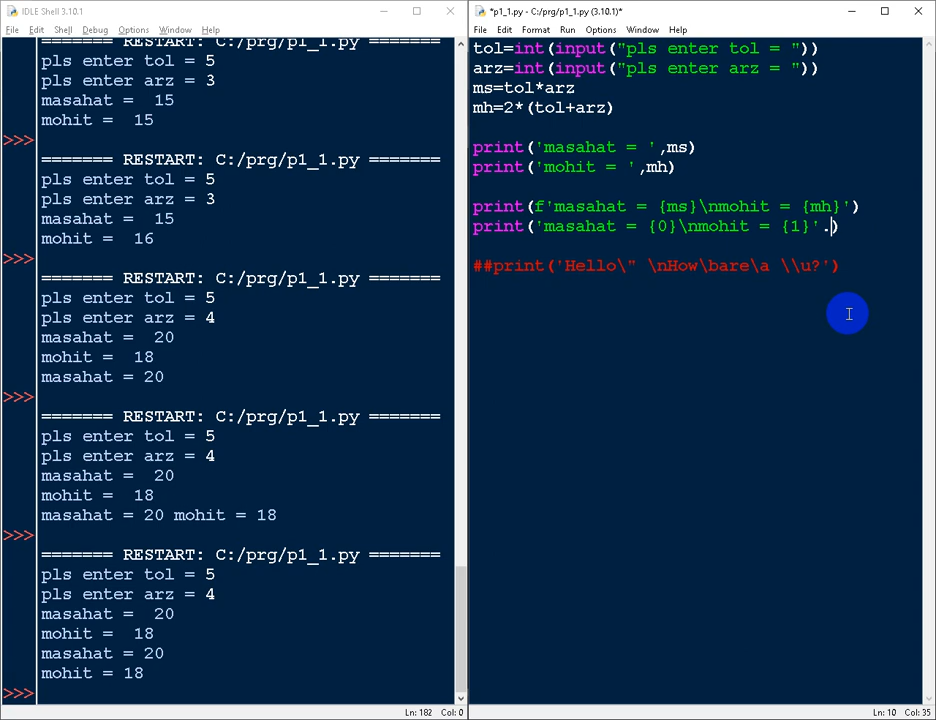 IDLE Shell 3.10.1
File Edit Shell Debug Options Window Help
======= RESTART: C:/prg/p1_1.py =======
pls enter tol = 5
pls enter arz = 3
masahat =  15
mohit =  15
>>>
======= RESTART: C:/prg/p1_1.py =======
pls enter tol = 5
pls enter arz = 3
masahat =  15
mohit =  16
>>>
======= RESTART: C:/prg/p1_1.py =======
pls enter tol = 5
pls enter arz = 4
masahat =  20
mohit =  18
masahat = 20
>>>
======= RESTART: C:/prg/p1_1.py =======
pls enter tol = 5
pls enter arz = 4
masahat =  20
mohit =  18
masahat = 20 mohit = 18
>>>
======= RESTART: C:/prg/p1_1.py =======
pls enter tol = 5
pls enter arz = 4
masahat =  20
mohit =  18
masahat = 20
mohit = 18
>>>
Ln: 182 Col: 0
*p1_1.py - C:/prg/p1_1.py (3.10.1)*
File Edit Format Run Options Window Help
tol=int(input("pls enter tol = "))
arz=int(input("pls enter arz = "))
ms=tol*arz
mh=2*(tol+arz)
print('masahat = ',ms)
print('mohit = ',mh)
print(f'masahat = {ms}\nmohit = {mh}')
print('masahat = {0}\nmohit = {1}'.)
##print('Hello\" \nHow\bare\a \\u?')
Ln: 10 Col: 35